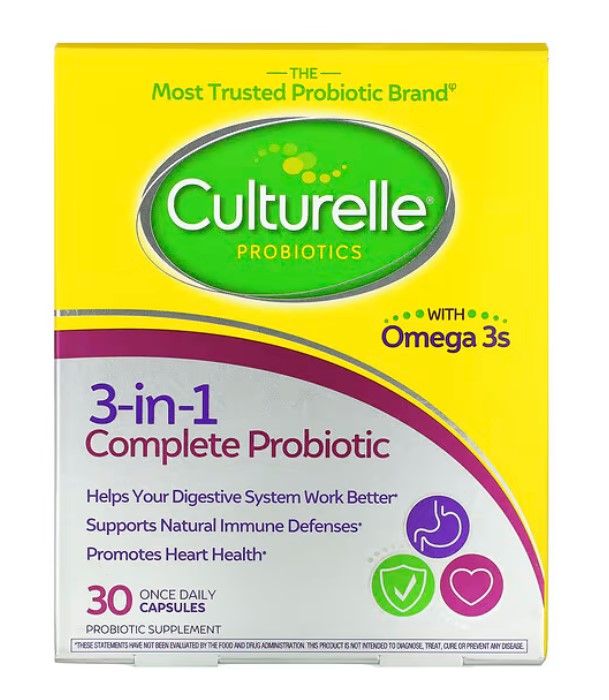 THE
Most Trusted Probiotic Brand®
Culturelle®
PROBIOTICS
WITH
Omega 3s
3-in-1
Complete Probiotic
Helps Your Digestive System Work Better*
Supports Natural Immune Defenses*
Promotes Heart Health*
30 ONCE DAILY
CAPSULES
PROBIOTIC SUPPLEMENT
*THESE STATEMENTS HAVE NOT BEEN EVALUATED BY THE FOOD AND DRUG ADMINISTRATION. THIS PRODUCT IS NOT INTENDED TO DIAGNOSE, TREAT, CURE OR PREVENT ANY DISEASE.